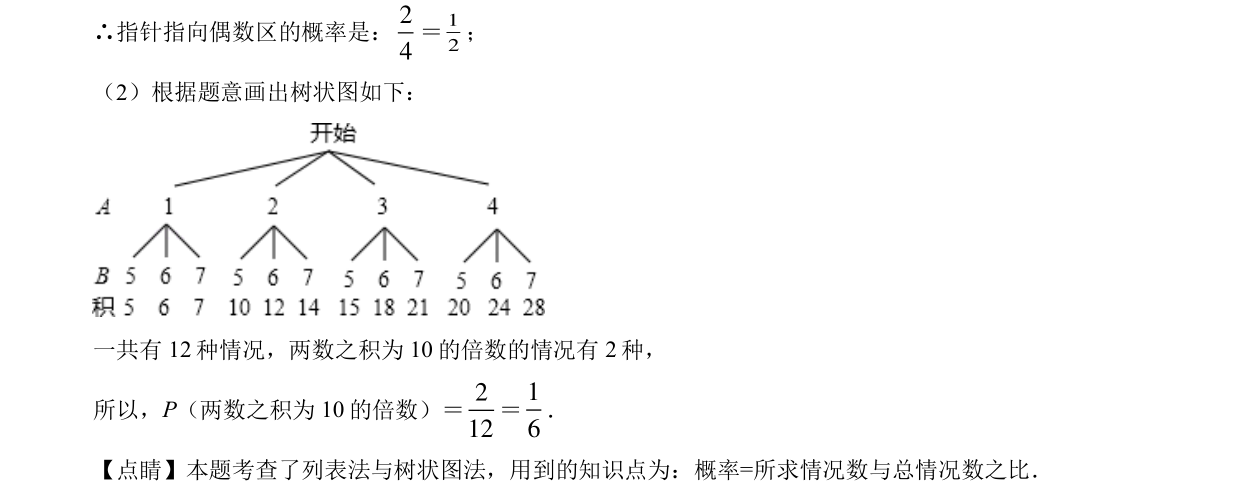 ∴指针指向偶数区的概率是：2/4＝1/2；
（2）根据题意画出树状图如下：
开始
A 1 2 3 4
B 5 6 7 5 6 7 5 6 7 5 6 7
积 5 6 7 10 12 14 15 18 21 20 24 28
一共有 12 种情况，两数之积为 10 的倍数的情况有 2 种，
所以，P（两数之积为 10 的倍数）＝2/12＝1/6．
【点睛】本题考查了列表法与树状图法，用到的知识点为：概率=所求情况数与总情况数之比．